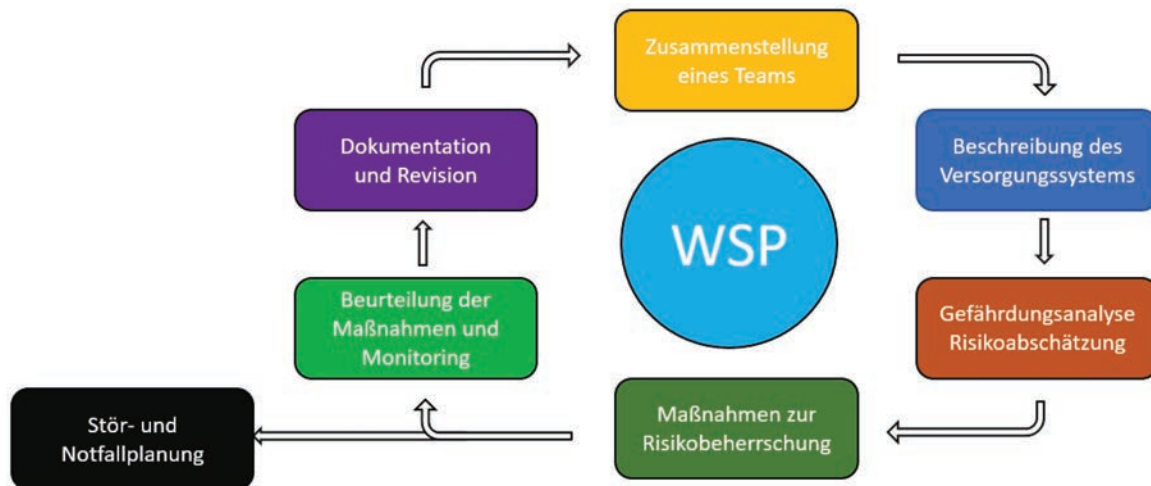 Zusammenstellung
eines Teams
Dokumentation
und Revision
Beschreibung des
Versorgungssystems
WSP
Beurteilung der
Maßnahmen und
Monitoring
Gefährdungsanalyse
Risikoabschätzung
Stör- und
Notfallplanung
Maßnahmen zur
Risikobeherrschung